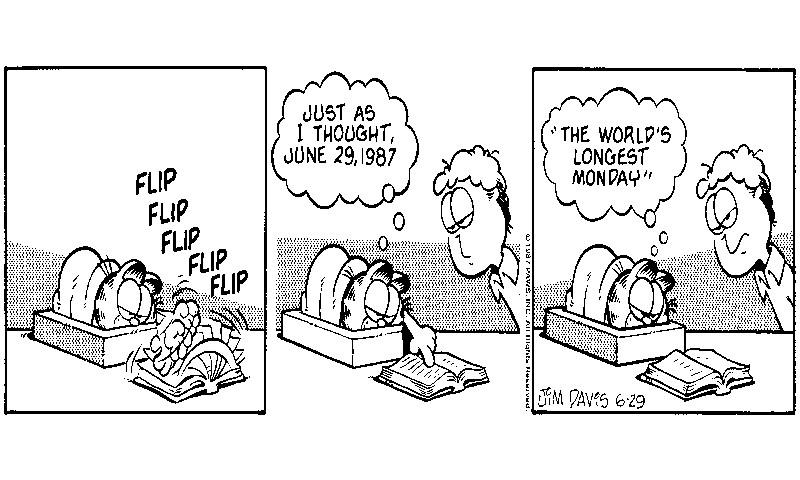 FLIP
FLIP
FLIP
FLIP
FLIP
JUST AS
I THOUGHT,
JUNE 29, 1987
"THE WORLD'S
LONGEST
MONDAY"
JIM DAVIS 6-29